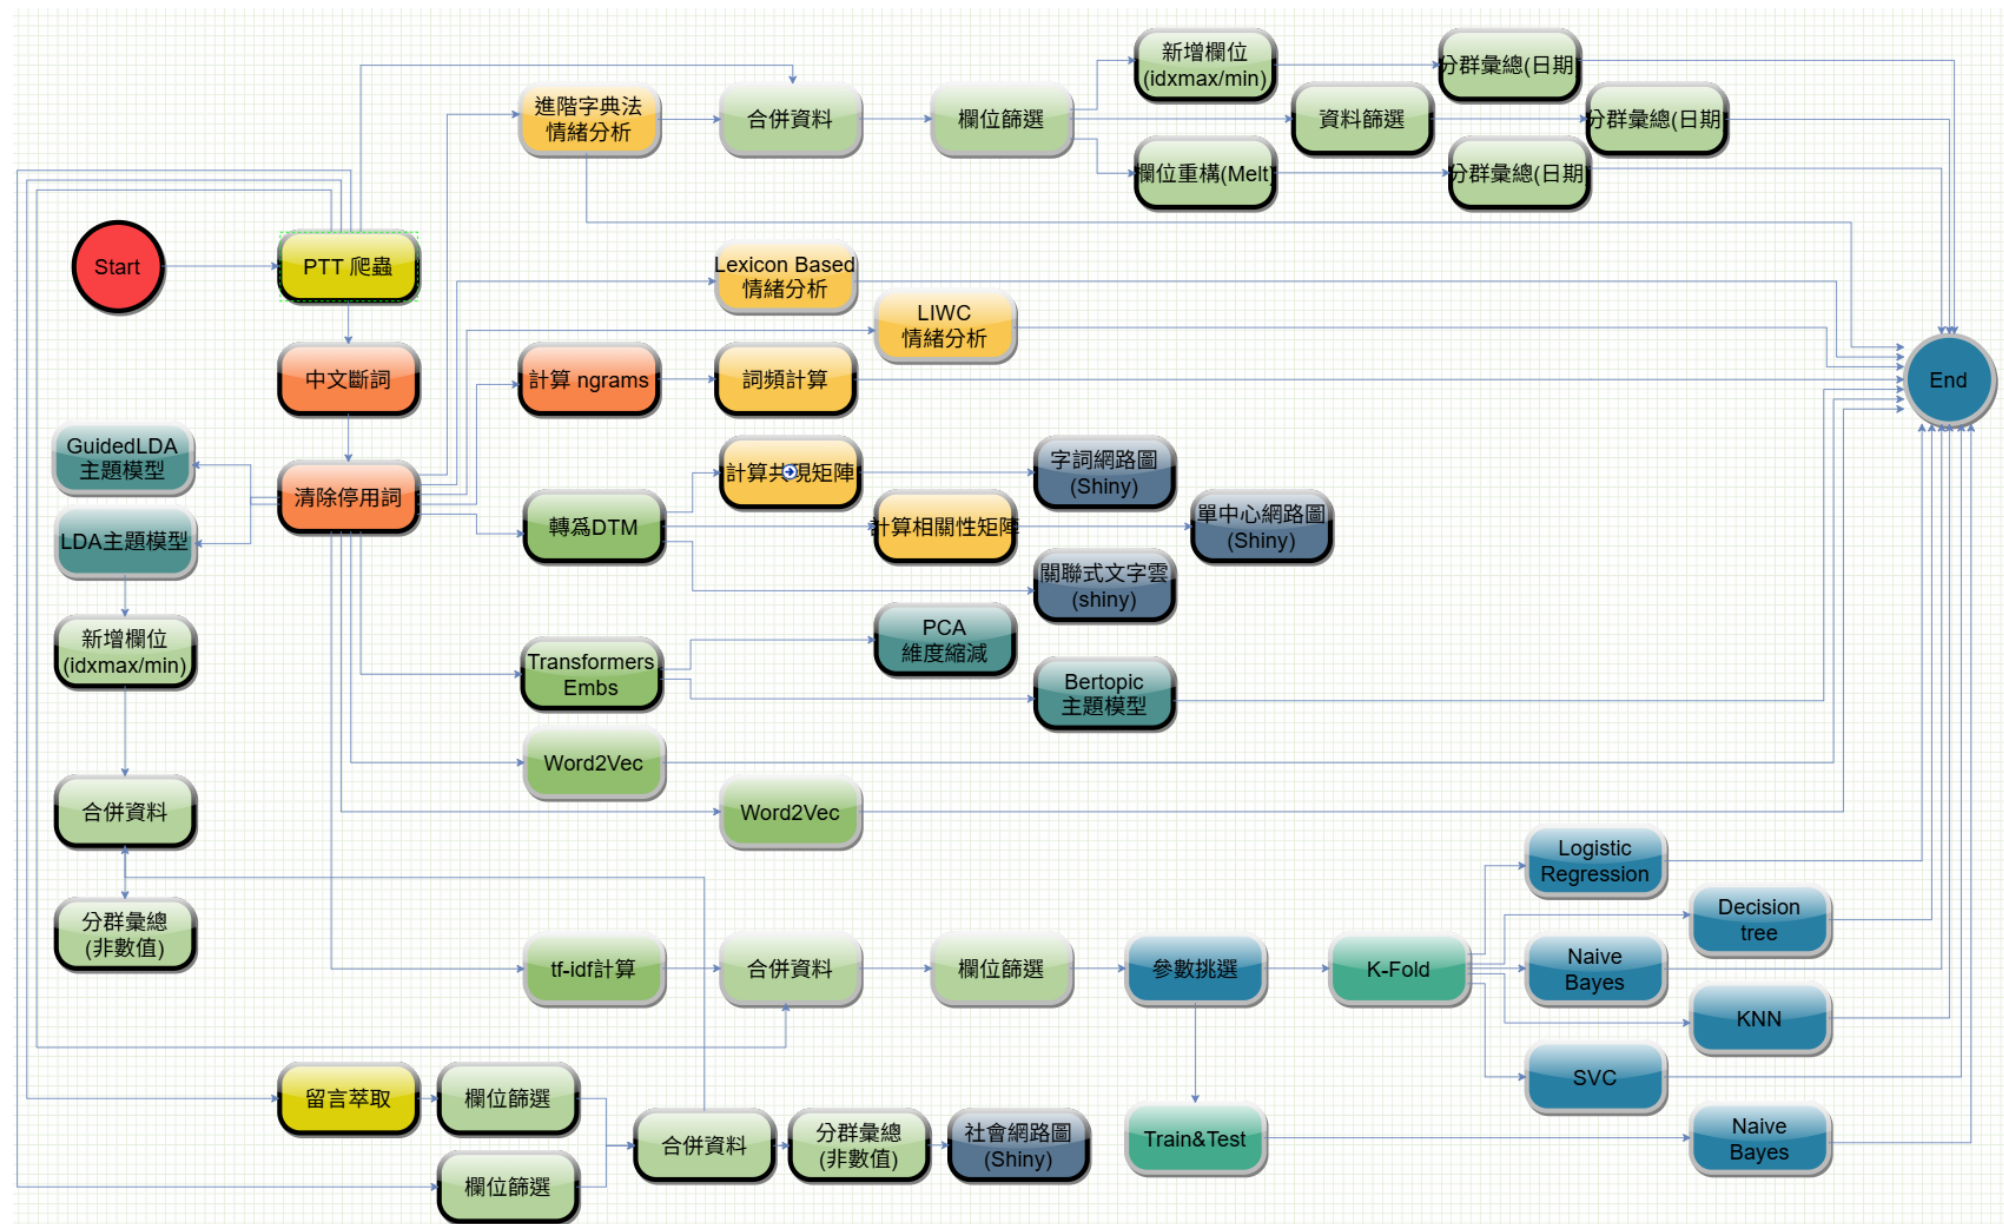 新增欄位
(idxmax/min)
分群彙總(日期
進階字典法
情緒分析
合併資料
欄位篩選
資料篩選
分群彙總(日期
欄位重構(Melt)
分群彙總(日期
Start
PTT 爬蟲
Lexicon Based
情緒分析
LIWC
情緒分析
中文斷詞
計算 ngrams
詞頻計算
End
GuidedLDA
主題模型
清除停用詞
計算共現矩陣
字詞網路圖
(Shiny)
LDA主題模型
轉為DTM
計算相關性矩陣
單中心網路圖
(Shiny)
關聯式文字雲
(shiny)
新增欄位
(idxmax/min)
PCA
維度縮減
Transformers
Embs
Bertopic
主題模型
Word2Vec
合併資料
Word2Vec
Logistic
Regression
分群彙總
(非數值)
Decision
tree
tf-idf計算
合併資料
欄位篩選
參數挑選
K-Fold
Naive
Bayes
KNN
SVC
留言萃取
欄位篩選
合併資料
分群彙總
(非數值)
社會網路圖
(Shiny)
Train&Test
Naive
Bayes
欄位篩選